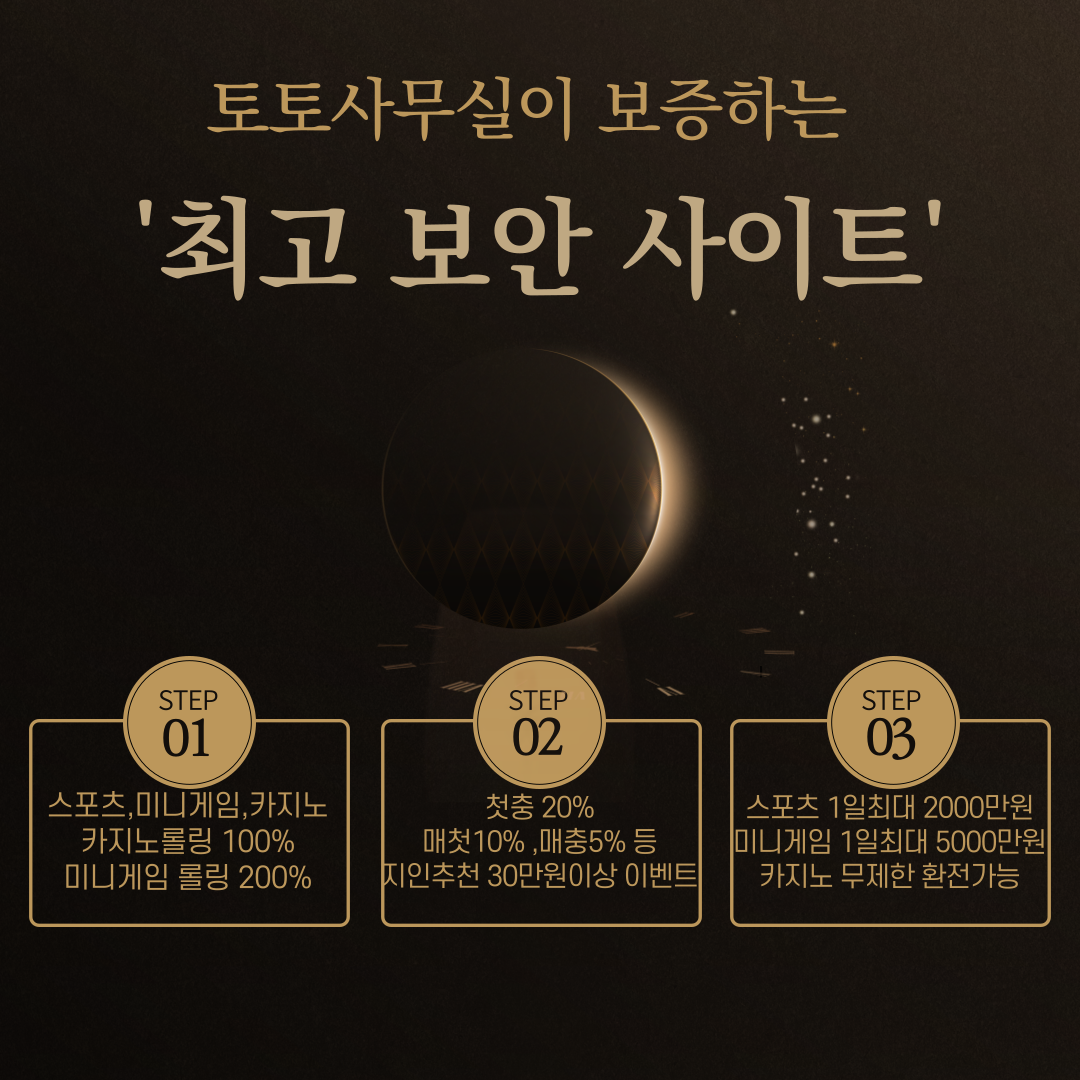 토토사무실이 보증하는
'최고 보안 사이트'
STEP
01
스포츠,미니게임,카지노
카지노롤링 100%
미니게임 롤링 200%
STEP
02
첫충 20%
매첫10% ,매충5% 등
지인추천 30만원이상 이벤트
STEP
03
스포츠 1일최대 2000만원
미니게임 1일최대 5000만원
카지노 무제한 환전가능